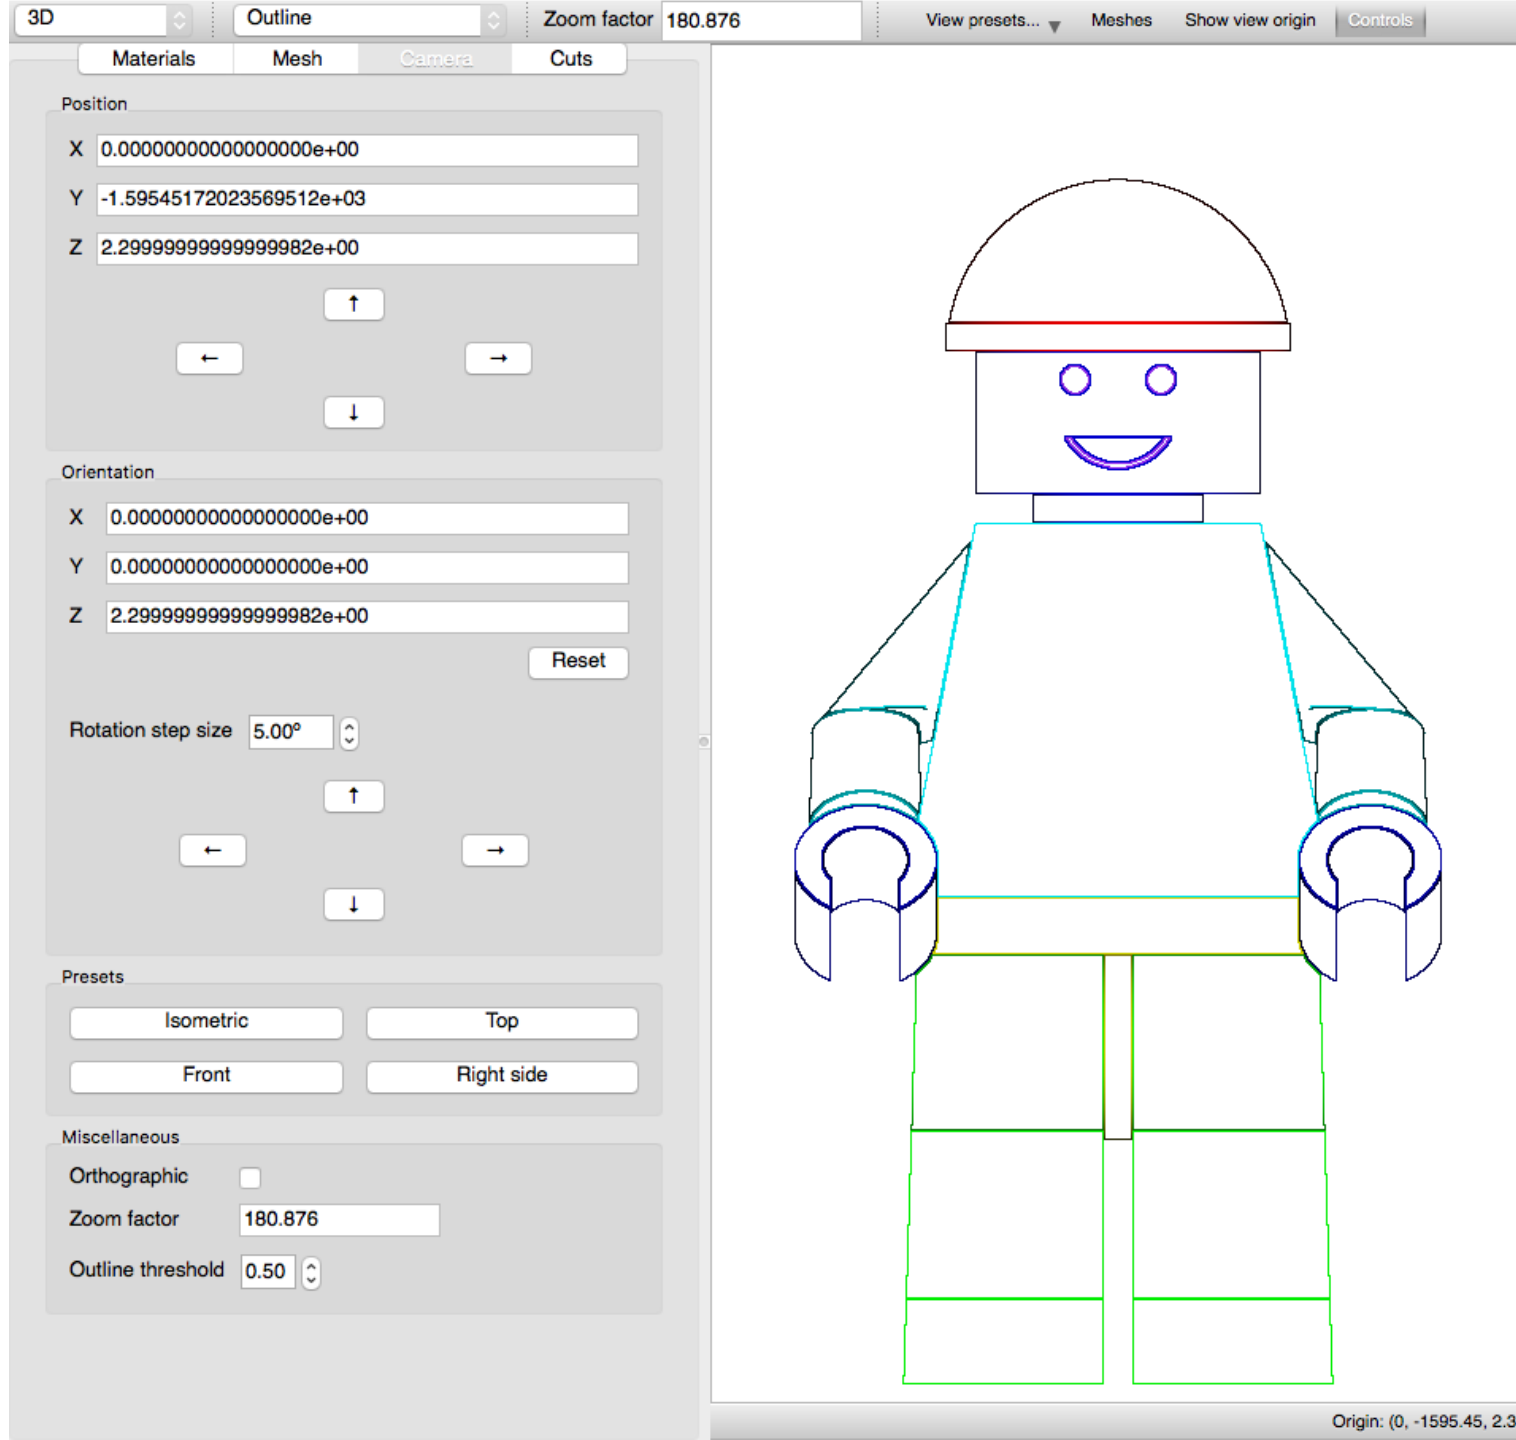 3D Outline Zoom factor 180.876 View presets... Meshes Show view origin Controls
Materials Mesh Camera Cuts
Position
X 0.00000000000000000e+00
Y -1.59545172023569512e+03
Z 2.29999999999999982e+00
↑
← →
↓
Orientation
X 0.00000000000000000e+00
Y 0.00000000000000000e+00
Z 2.29999999999999982e+00
Reset
Rotation step size 5.00º
↑
← →
↓
Presets
Isometric Top
Front Right side
Miscellaneous
Orthographic
Zoom factor 180.876
Outline threshold 0.50
Origin: (0, -1595.45, 2.3